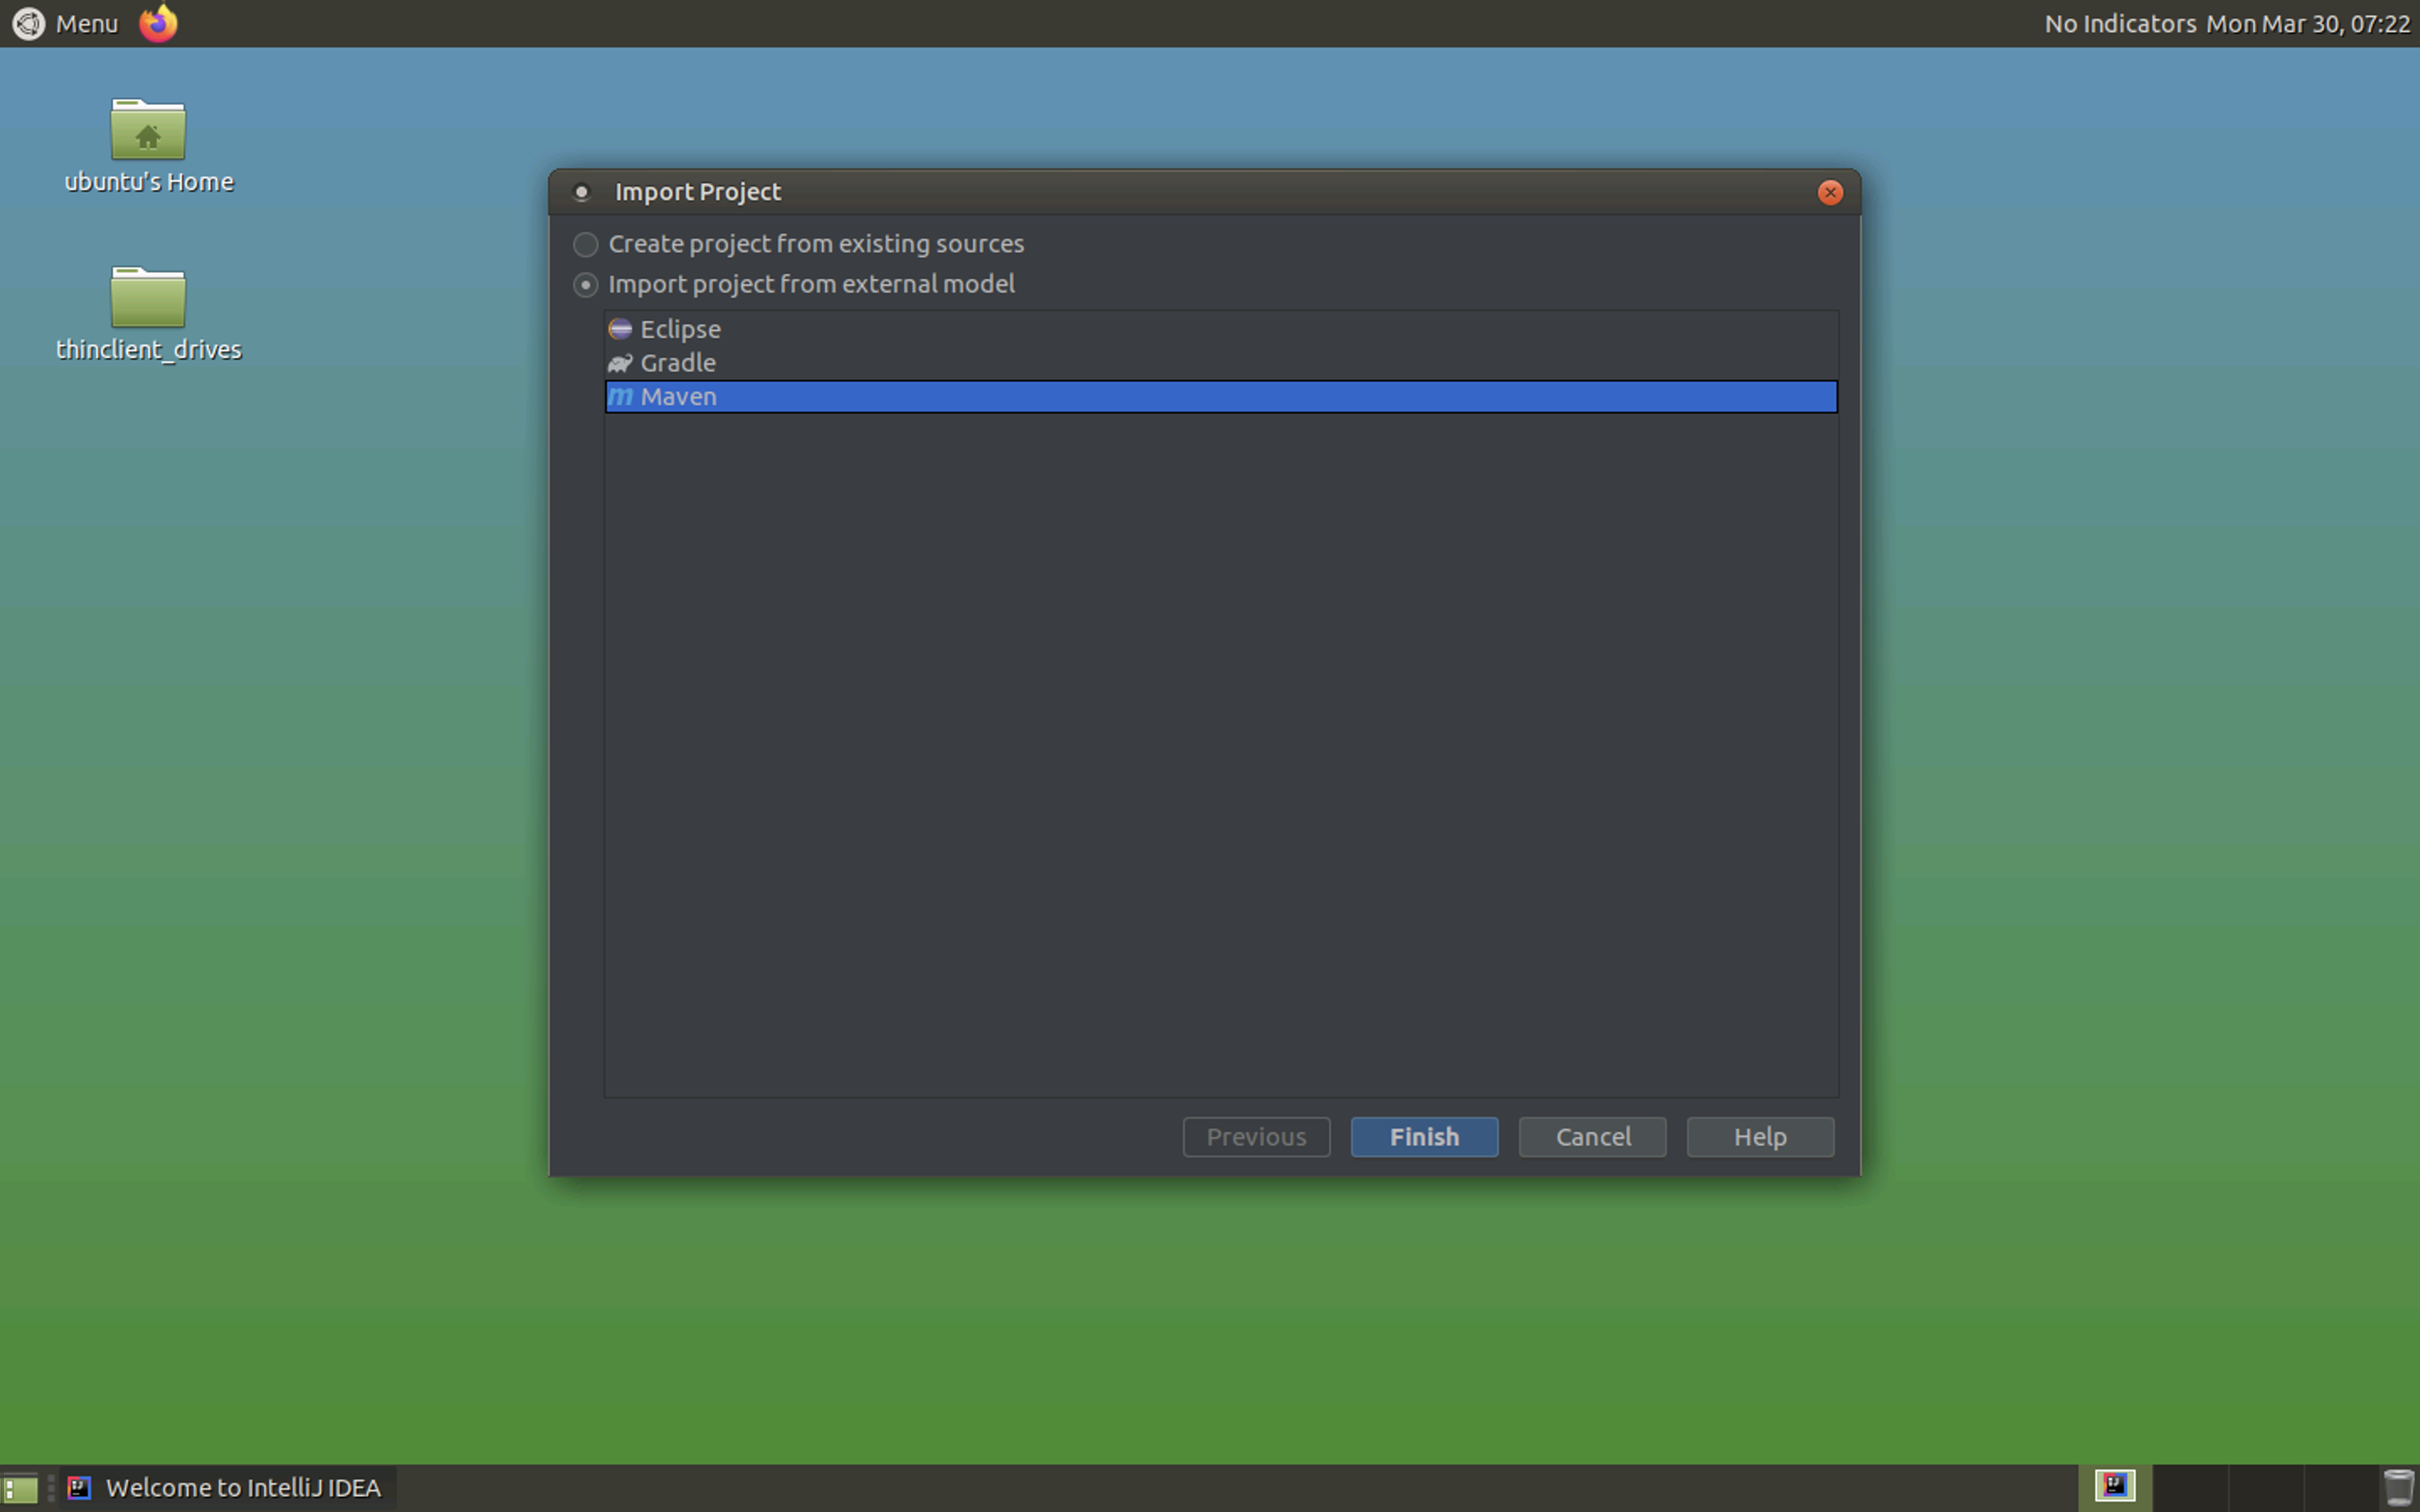 Menu
No Indicators Mon Mar 30, 07:22
ubuntu's Home
thinclient_drives
Import Project
Create project from existing sources
Import project from external model
Eclipse
Gradle
m Maven
Previous
Finish
Cancel
Help
Welcome to IntelliJ IDEA